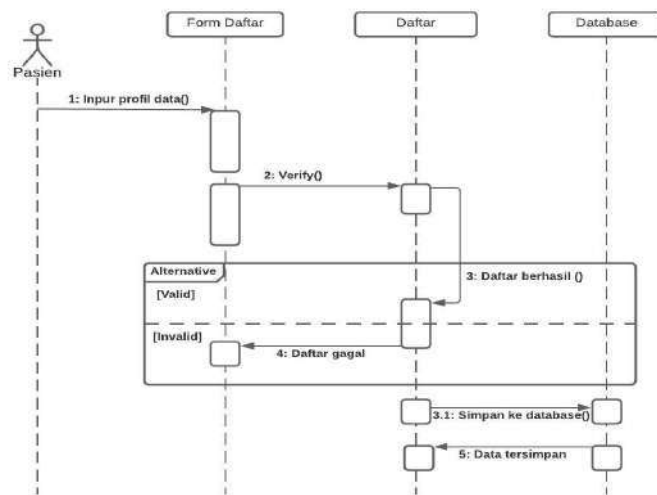 Form Daftar
Daftar
Database
Pasien
1: Inpur profil data()
2: Verify()
Alternative
3: Daftar berhasil ()
[Valid]
[Invalid]
4: Daftar gagal
3.1: Simpan ke database()
5: Data tersimpan